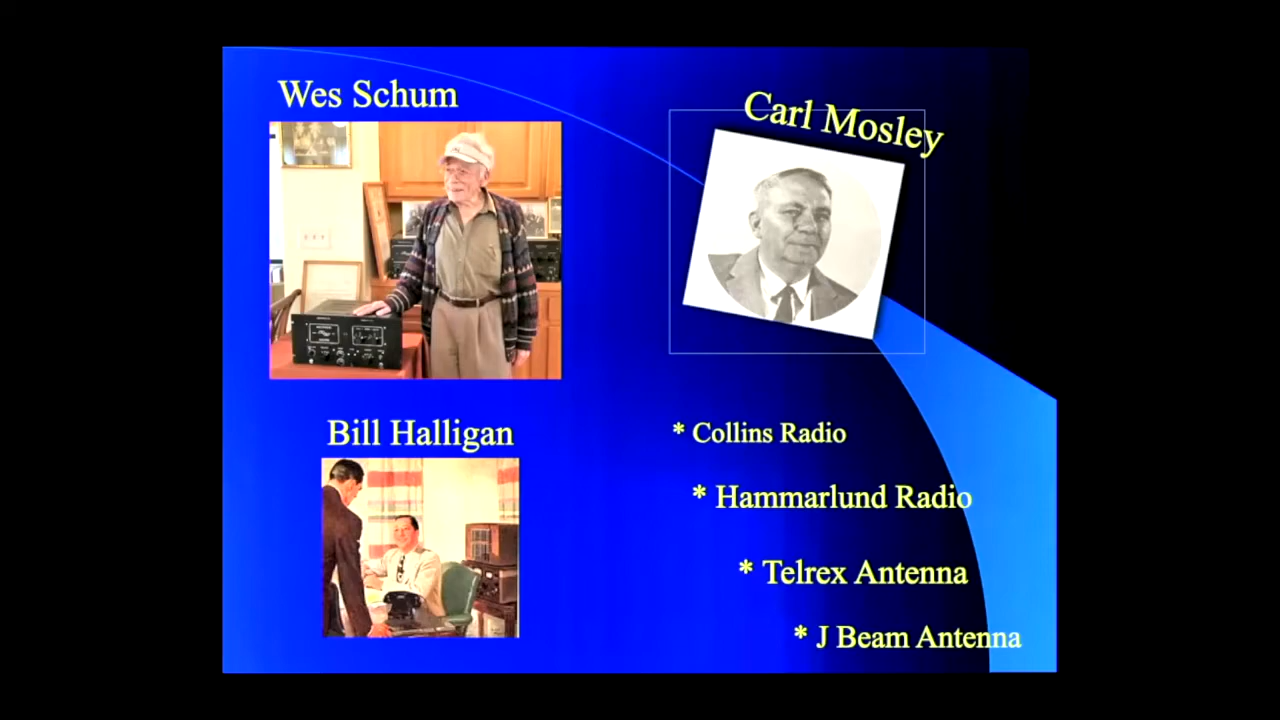 Wes Schum
Carl Mosley
Bill Halligan
* Collins Radio
* Hammarlund Radio
* Telrex Antenna
* J Beam Antenna